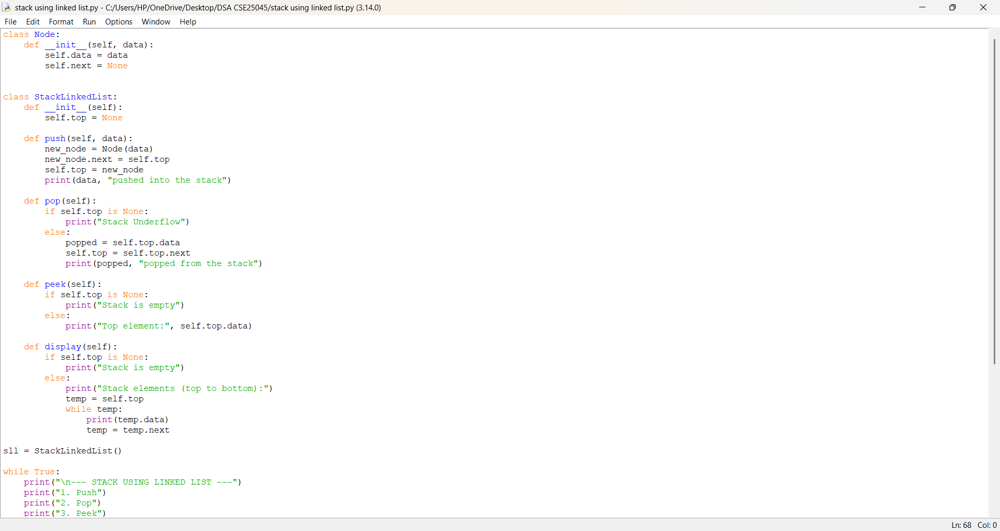 stack using linked list.py - C:/Users/HP/OneDrive/Desktop/DSA CSE25045/stack using linked list.py (3.14.0)
File Edit Format Run Options Window Help
class Node:
    def __init__(self, data):
        self.data = data
        self.next = None


class StackLinkedList:
    def __init__(self):
        self.top = None

    def push(self, data):
        new_node = Node(data)
        new_node.next = self.top
        self.top = new_node
        print(data, "pushed into the stack")

    def pop(self):
        if self.top is None:
            print("Stack Underflow")
        else:
            popped = self.top.data
            self.top = self.top.next
            print(popped, "popped from the stack")

    def peek(self):
        if self.top is None:
            print("Stack is empty")
        else:
            print("Top element:", self.top.data)

    def display(self):
        if self.top is None:
            print("Stack is empty")
        else:
            print("Stack elements (top to bottom):")
            temp = self.top
            while temp:
                print(temp.data)
                temp = temp.next

sll = StackLinkedList()

while True:
    print("\n--- STACK USING LINKED LIST ---")
    print("1. Push")
    print("2. Pop")
    print("3. Peek")
Ln: 68 Col: 0